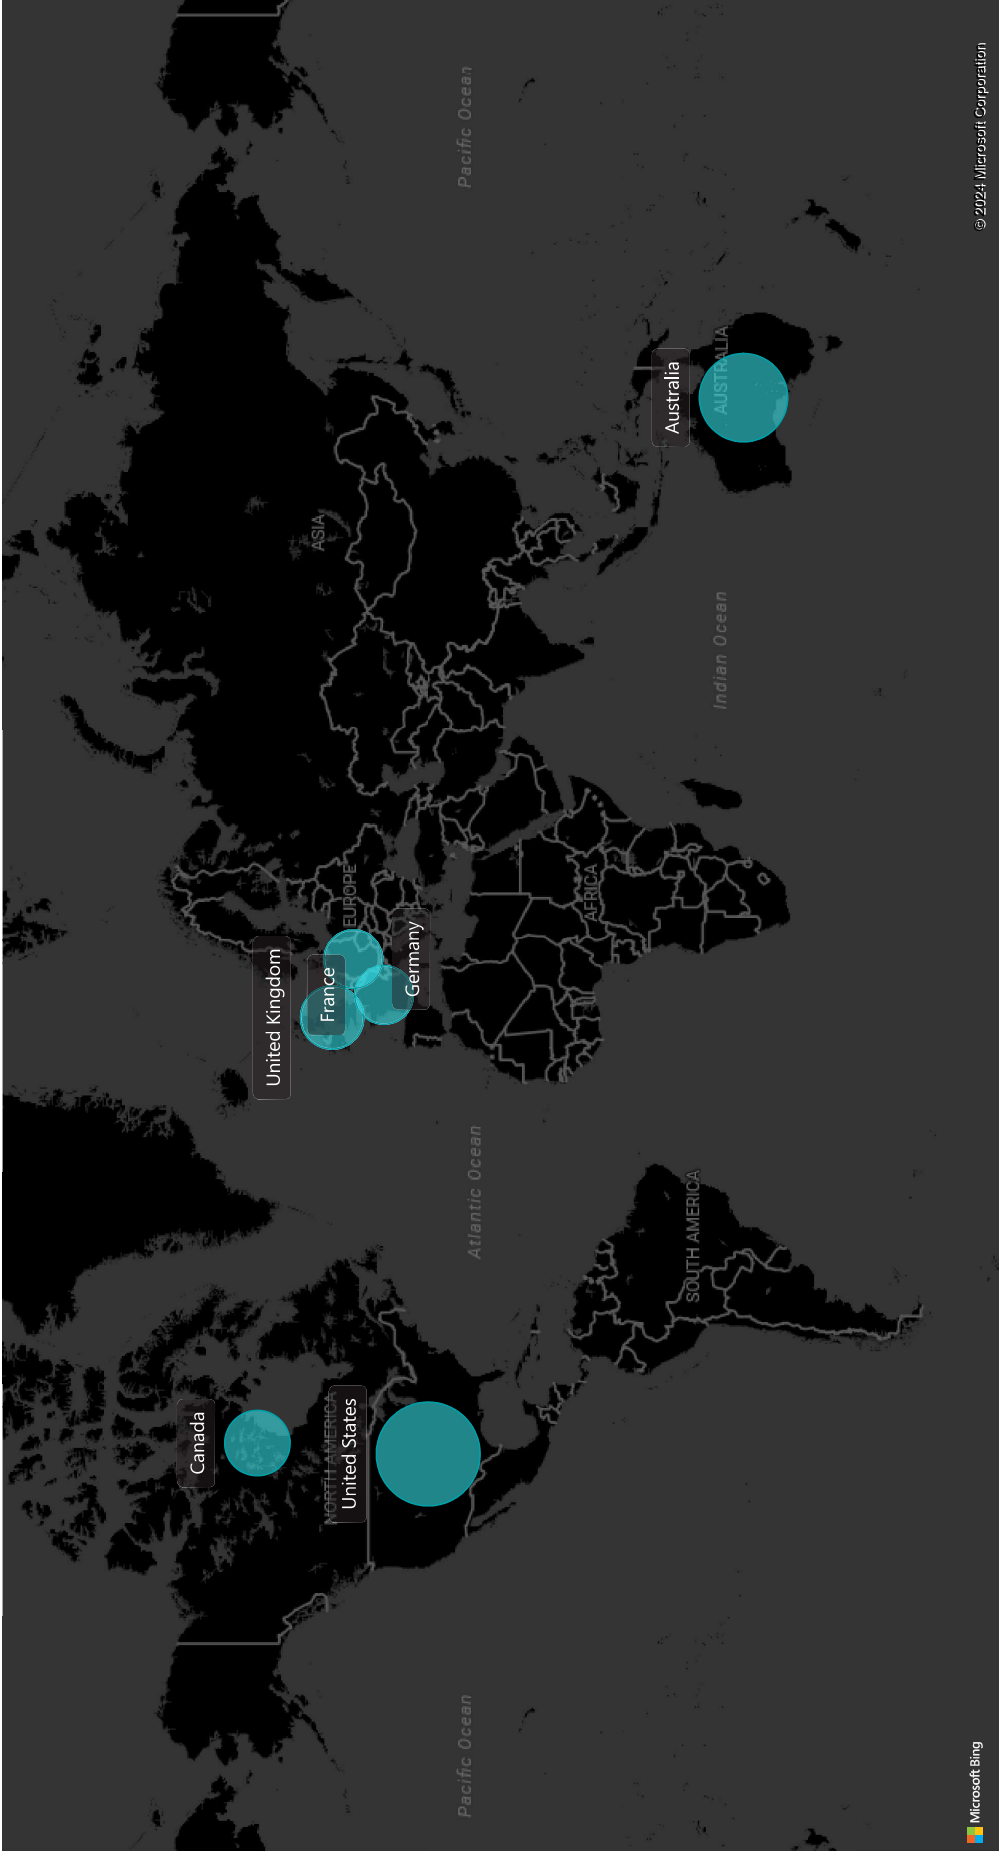 Canada
NORTH AMERICA
United States
United Kingdom
France
EUROPE
Germany
ASIA
Pacific Ocean
Atlantic Ocean
Pacific Ocean
AFRICA
SOUTH AMERICA
Indian Ocean
Australia
AUSTRALIA
Microsoft Bing
© 2024 Microsoft Corporation